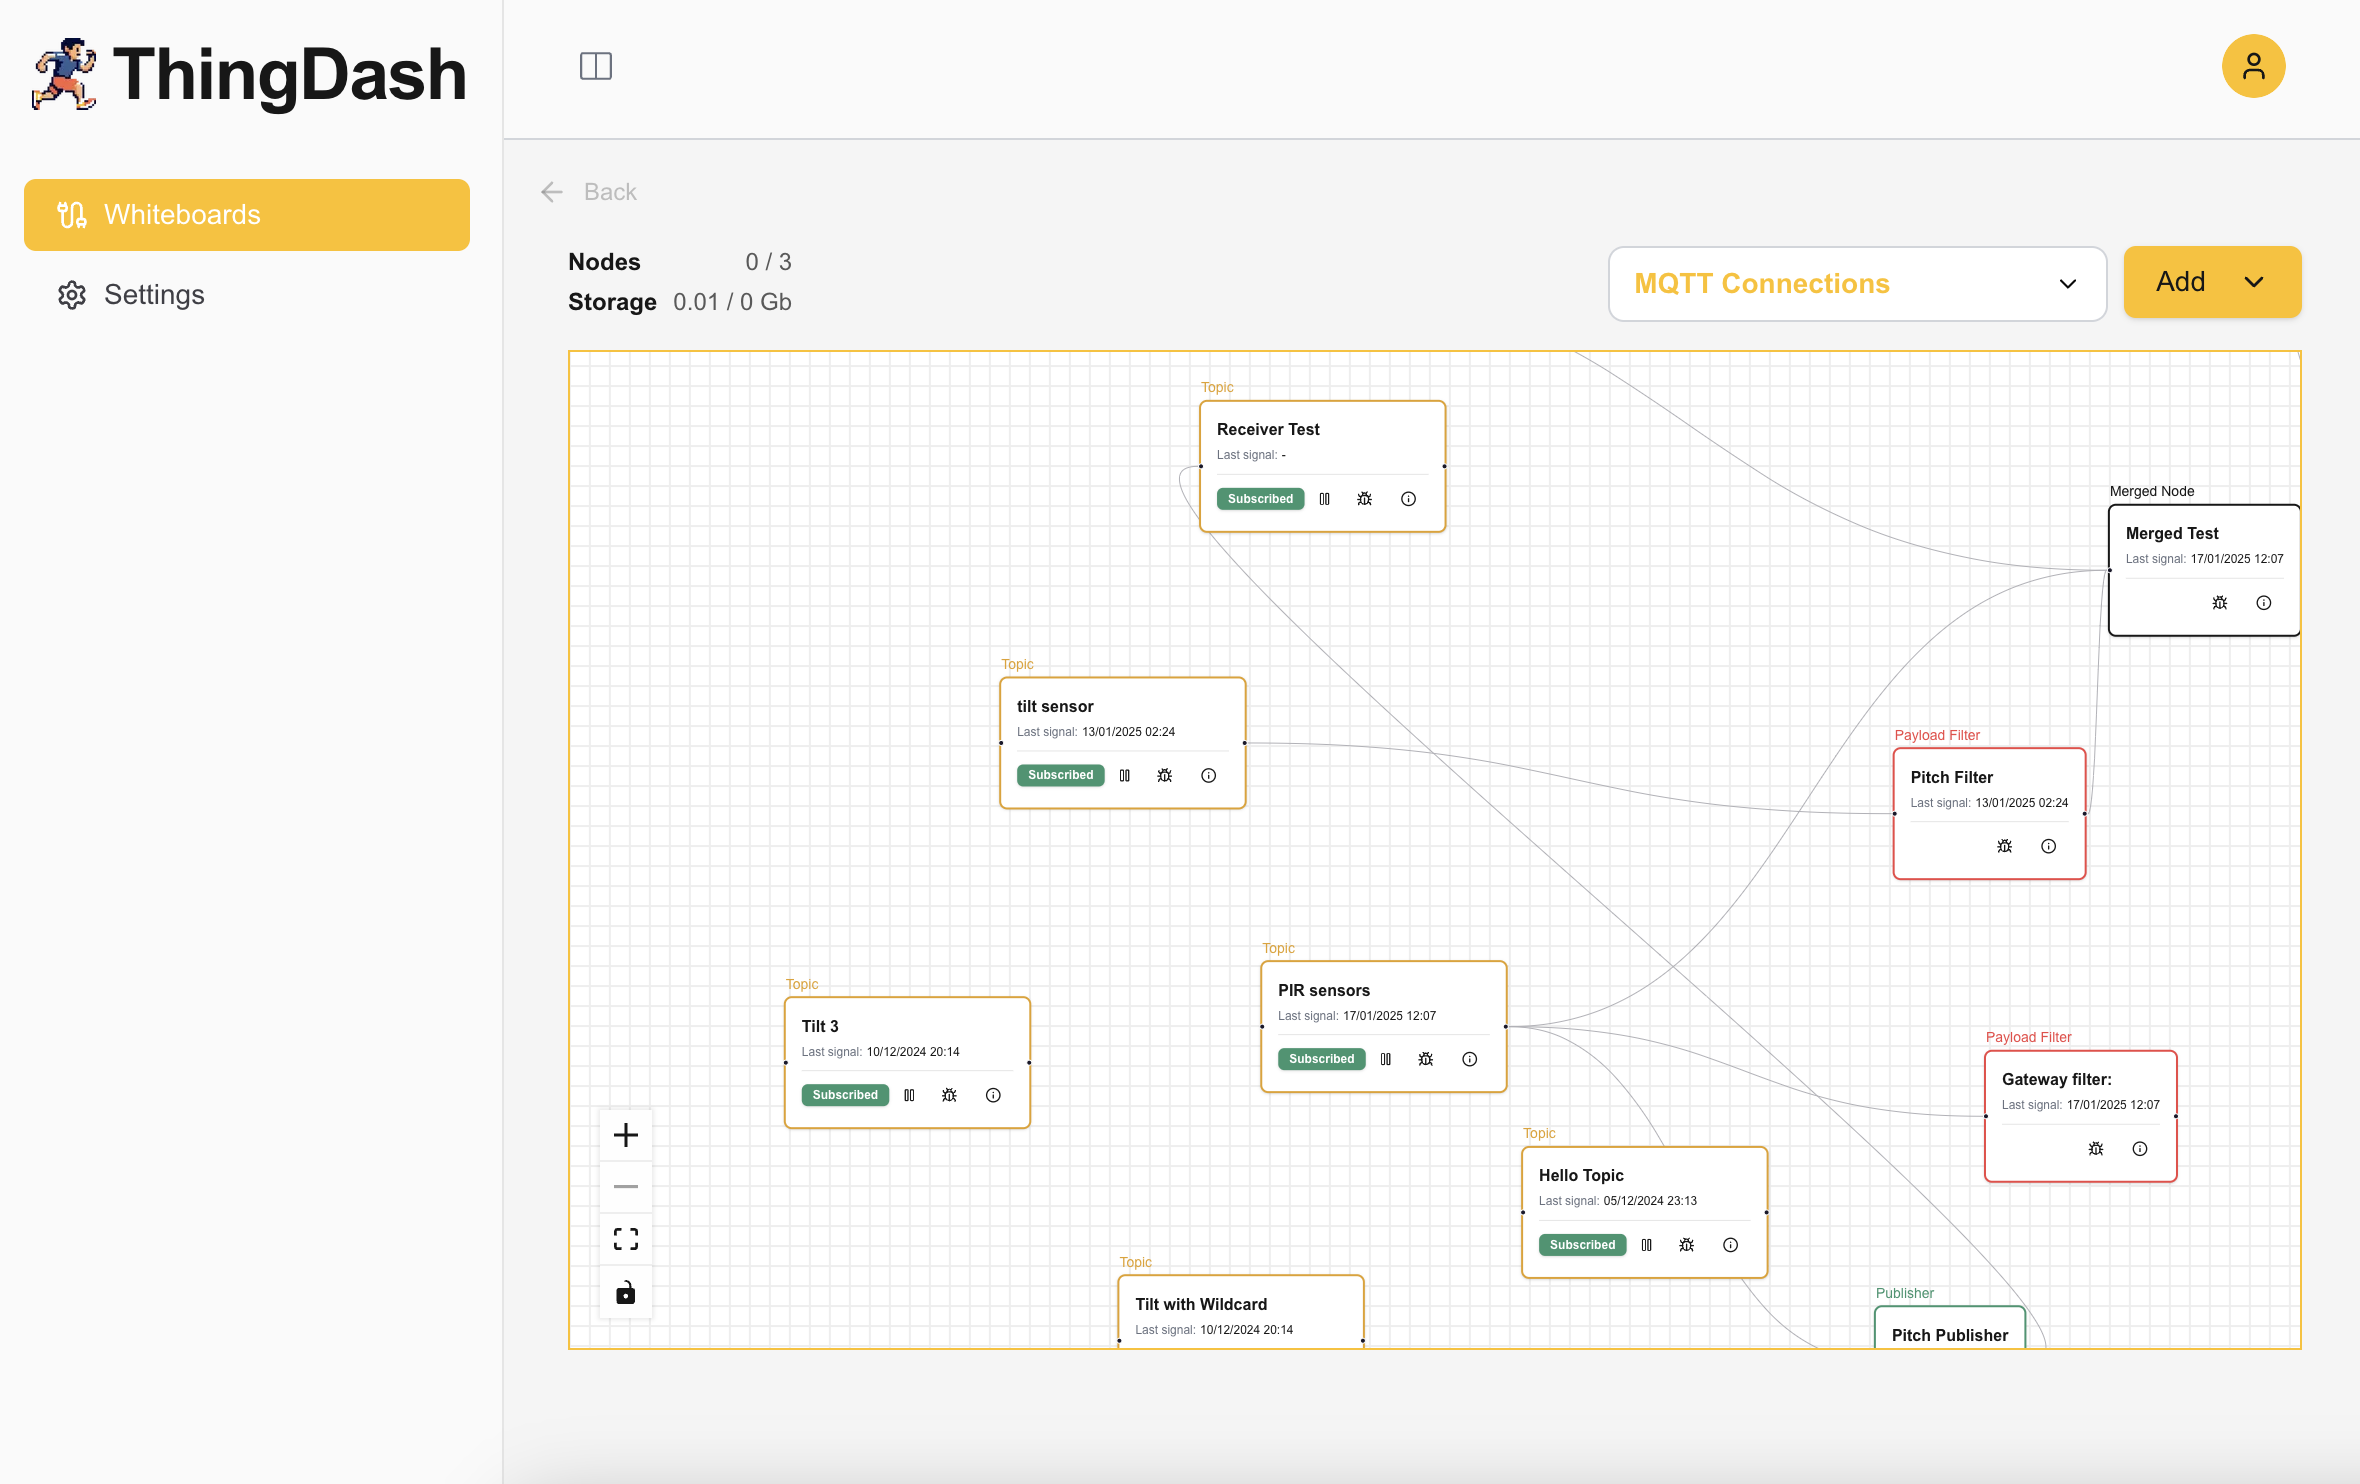 ThingDash
Whiteboards
Settings
Back
Nodes 0 / 3
Storage 0.01 / 0 Gb
MQTT Connections
Add
Topic
Receiver Test
Last signal: -
Subscribed
Merged Node
Merged Test
Last signal: 17/01/2025 12:07
Topic
tilt sensor
Last signal: 13/01/2025 02:24
Subscribed
Payload Filter
Pitch Filter
Last signal: 13/01/2025 02:24
Topic
PIR sensors
Last signal: 17/01/2025 12:07
Subscribed
Topic
Tilt 3
Last signal: 10/12/2024 20:14
Subscribed
Payload Filter
Gateway filter:
Last signal: 17/01/2025 12:07
Topic
Hello Topic
Last signal: 05/12/2024 23:13
Subscribed
Topic
Tilt with Wildcard
Last signal: 10/12/2024 20:14
Publisher
Pitch Publisher